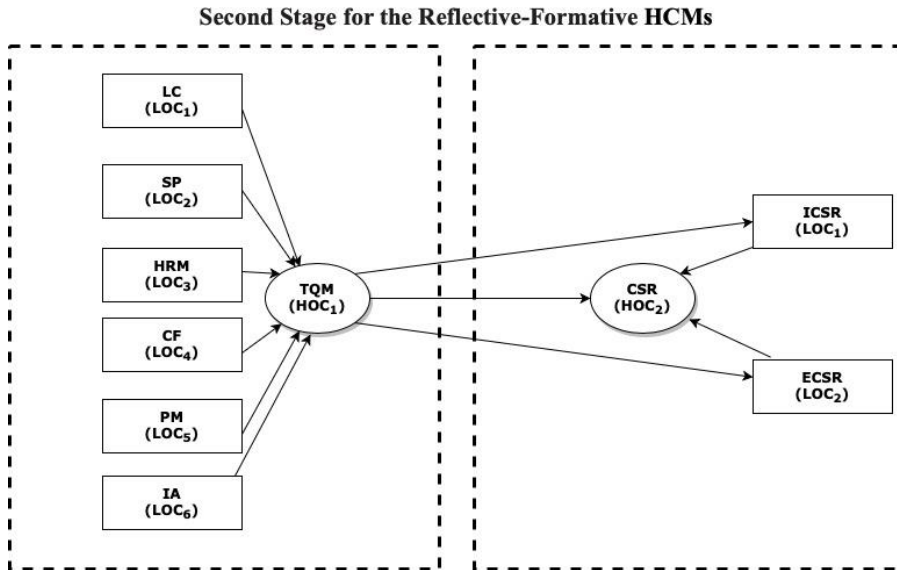 Second Stage for the Reflective-Formative HCMs
LC
(LOC₁)
SP
(LOC₂)
HRM
(LOC₃)
CF
(LOC₄)
PM
(LOC₅)
IA
(LOC₆)
TQM
(HOC₁)
CSR
(HOC₂)
ICSR
(LOC₁)
ECSR
(LOC₂)